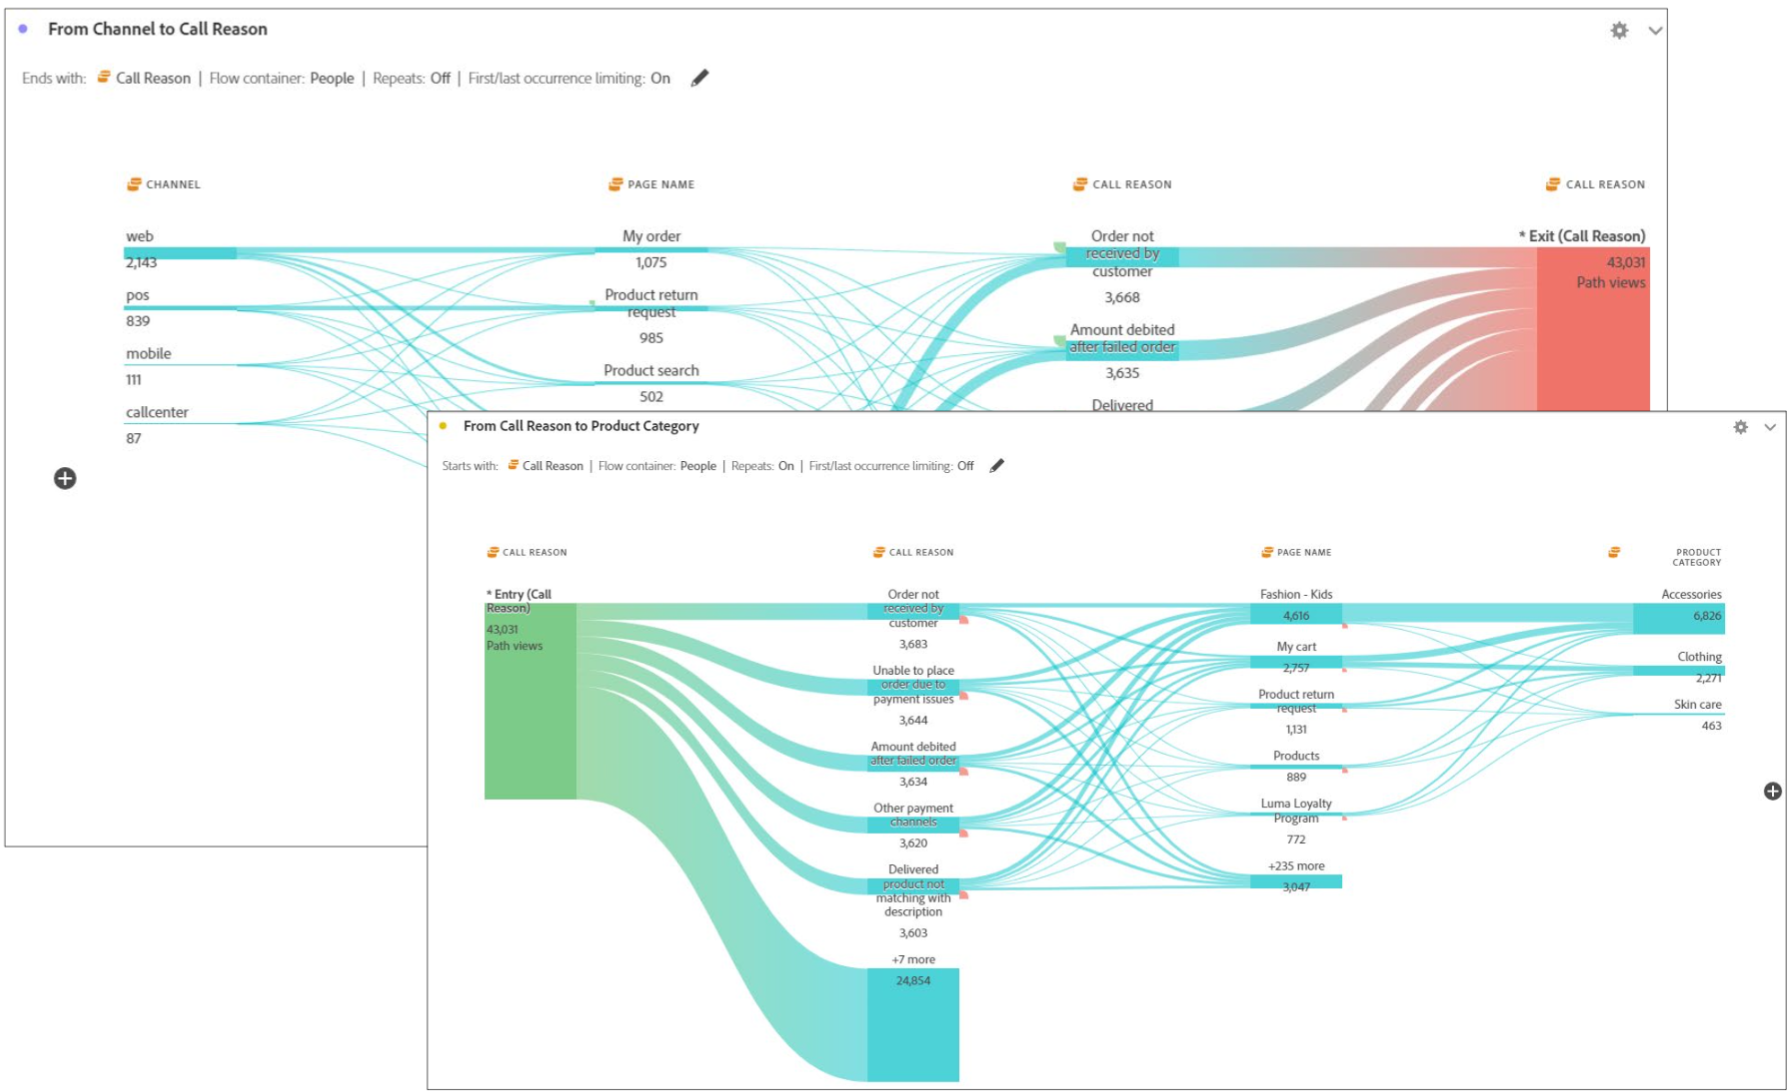 From Channel to Call Reason
Ends with: Call Reason | Flow container: People | Repeats: Off | First/last occurrence limiting: On
CHANNEL
PAGE NAME
CALL REASON
CALL REASON
web
2,143
pos
839
mobile
111
callcenter
87
My order
1,075
Product return
request
985
Product search
502
Order not
received by
customer
3,668
Amount debited
after failed order
3,635
Delivered
* Exit (Call Reason)
43,031
Path views
From Call Reason to Product Category
Starts with: Call Reason | Flow container: People | Repeats: On | First/last occurrence limiting: Off
CALL REASON
CALL REASON
PAGE NAME
PRODUCT
CATEGORY
* Entry (Call
Reason)
43,031
Path views
Order not
received by
customer
3,683
Unable to place
order due to
payment issues
3,644
Amount debited
after failed order
3,634
Other payment
channels
3,620
Delivered
product not
matching with
description
3,603
+7 more
24,854
Fashion - Kids
4,616
My cart
2,757
Product return
request
1,131
Products
889
Luma Loyalty
Program
772
+235 more
3,047
Accessories
6,826
Clothing
2,271
Skin care
463